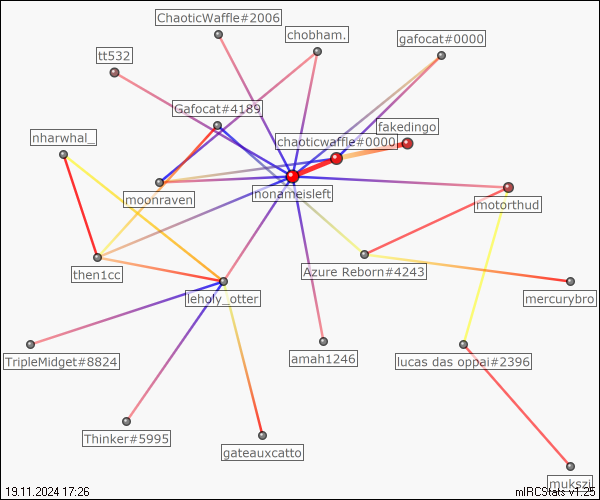 ChaoticWaffle#2006
chobham.
gafocat#0000
tt532
Gafocat#4189
fakedingo
nharwhal_
chaoticwaffle#0000
moonraven
nonameisleft
motorthud
then1cc
Azure Reborn#4243
leholy_otter
mercurybro
TripleMidget#8824
amah1246
lucas das oppai#2396
Thinker#5995
gateauxcatto
mukszi
19.11.2024 17:26
mIRCStats v1.25